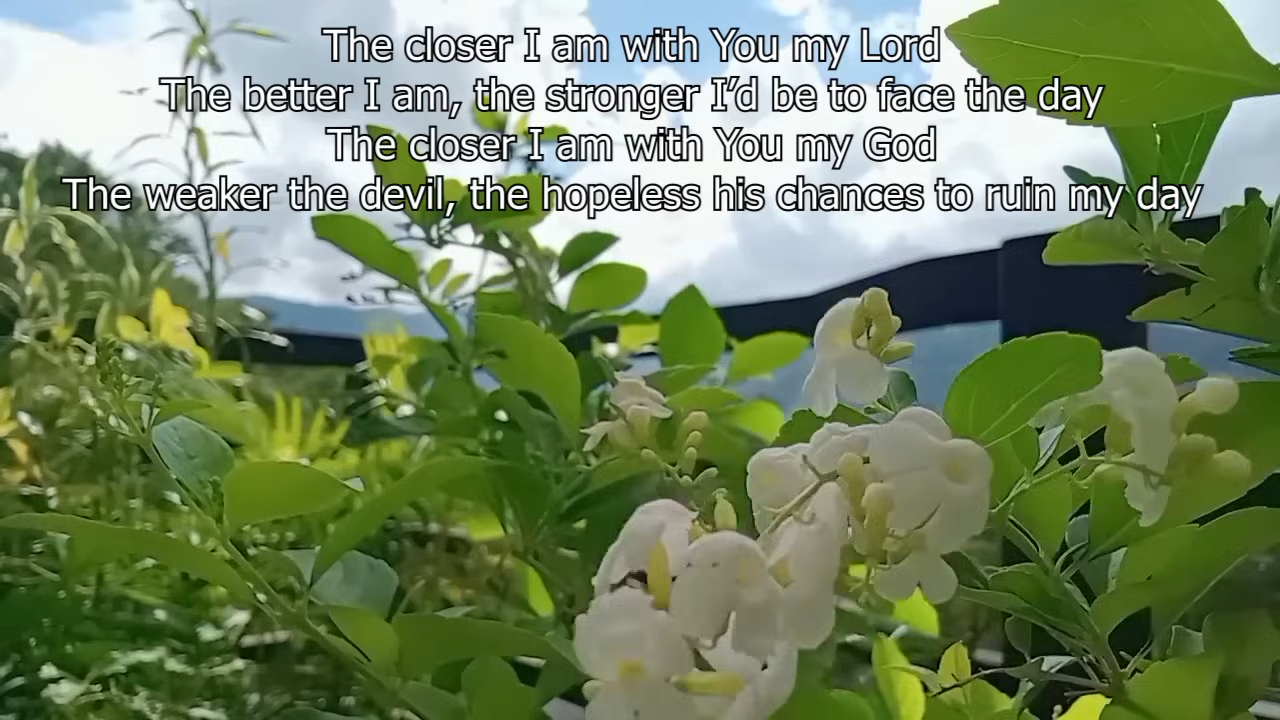 The closer I am with You my Lord
The better I am, the stronger I’d be to face the day
The closer I am with You my God
The weaker the devil, the hopeless his chances to ruin my day